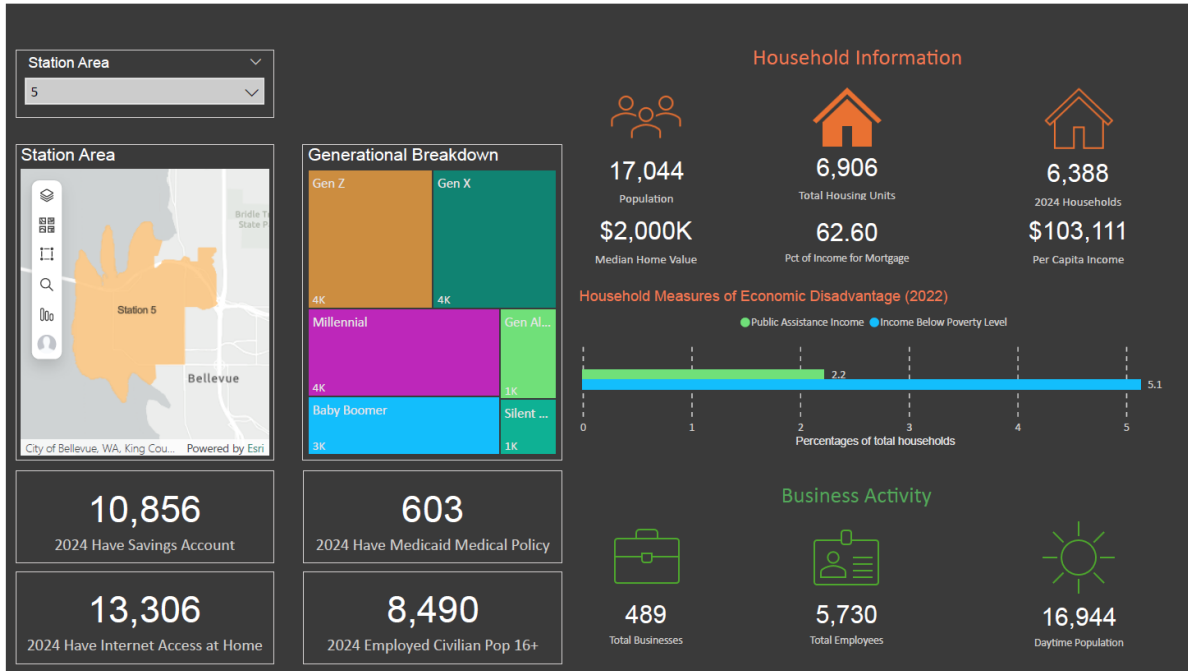 Station Area
5
Station Area
Bridle Tr
State P
Station 5
Bellevue
City of Bellevue, WA, King Cou... Powered by Esri
Generational Breakdown
Gen Z
4K
Gen X
4K
Millennial
4K
Gen Al...
1K
Baby Boomer
3K
Silent ...
1K
10,856
2024 Have Savings Account
603
2024 Have Medicaid Medical Policy
13,306
2024 Have Internet Access at Home
8,490
2024 Employed Civilian Pop 16+
Household Information
17,044
Population
6,906
Total Housing Units
6,388
2024 Households
$2,000K
Median Home Value
62.60
Pct of Income for Mortgage
$103,111
Per Capita Income
Household Measures of Economic Disadvantage (2022)
Public Assistance Income Income Below Poverty Level
2.2
5.1
0 1 2 3 4 5
Percentages of total households
Business Activity
489
Total Businesses
5,730
Total Employees
16,944
Daytime Population